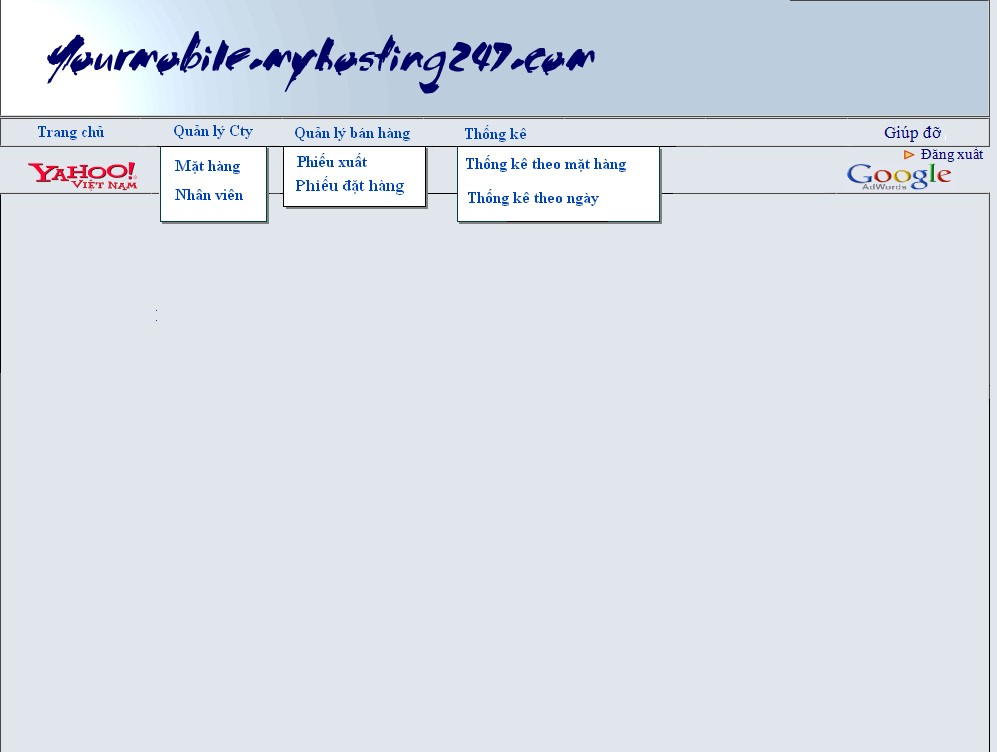 Yourmobile.myhosting247.com
Trang chủ
Quản lý Cty
Quản lý bán hàng
Thống kê
Giúp đỡ
Đăng xuất
YAHOO!
VIỆT NAM
Mặt hàng
Nhân viên
Phiếu xuất
Phiếu đặt hàng
Thống kê theo mặt hàng
Thống kê theo ngày
Google
AdWords